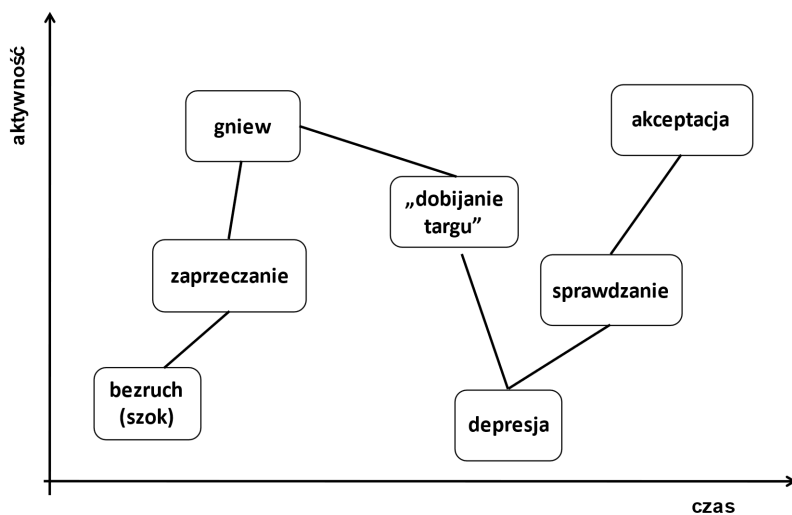 aktywność
gniew
akceptacja
„dobijanie
targu”
zaprzeczanie
sprawdzanie
bezruch
(szok)
depresja
czas